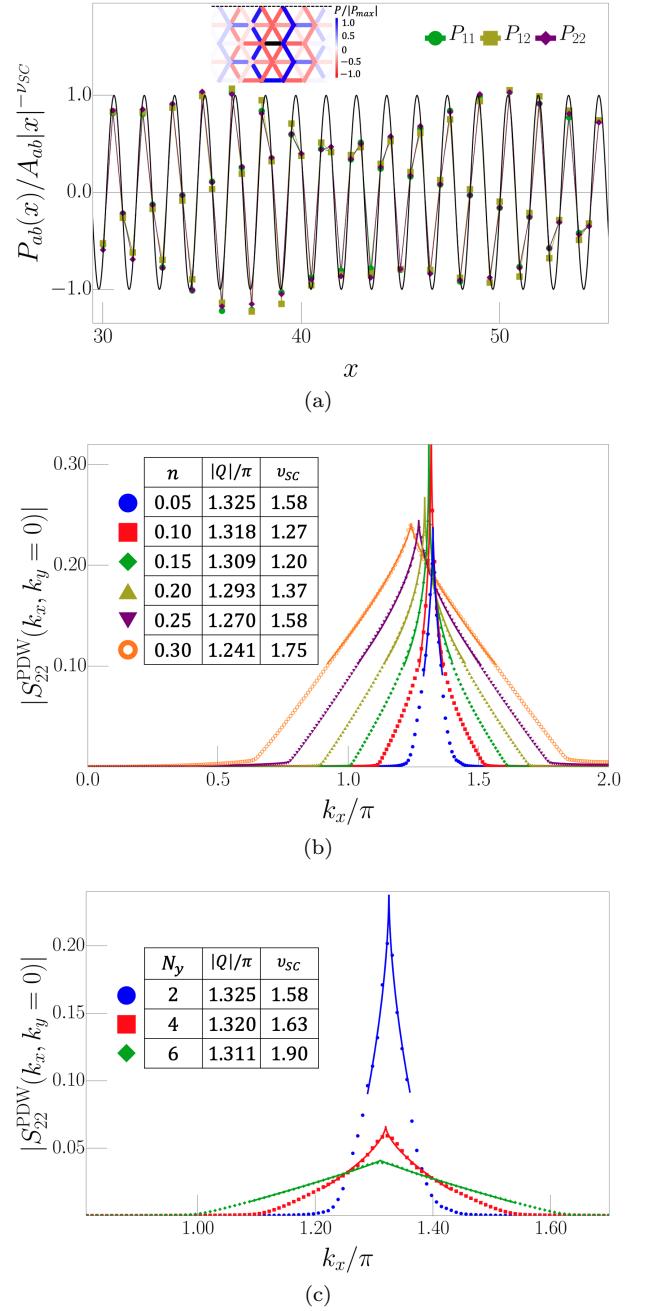 P/|P_max|
1.0
0.5
0
−0.5
−1.0
P_11 P_12 P_22
P_ab(x)/A_ab|x|^−ν_SC
1.0
0.0
−1.0
30 40 50
x
(a)
|S_22^PDW(k_x, k_y = 0)|
0.30
0.20
0.10
n |Q|/π υ_SC
0.05 1.325 1.58
0.10 1.318 1.27
0.15 1.309 1.20
0.20 1.293 1.37
0.25 1.270 1.58
0.30 1.241 1.75
0.0 0.5 1.0 1.5 2.0
k_x/π
(b)
|S_22^PDW(k_x, k_y = 0)|
0.20
0.15
0.10
0.05
N_y |Q|/π υ_SC
2 1.325 1.58
4 1.320 1.63
6 1.311 1.90
1.00 1.20 1.40 1.60
k_x/π
(c)